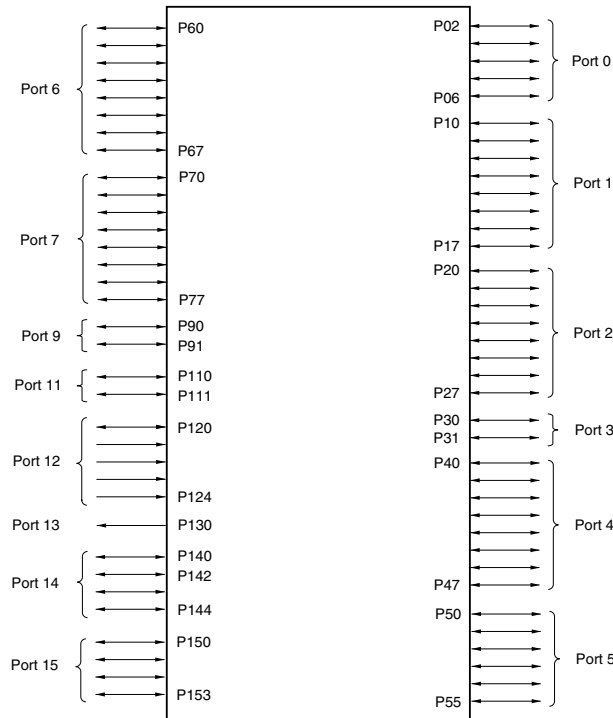 P60 P02
Port 0
Port 6
P06
P10
P67
P70
Port 1
Port 7
P17
P20
P77
P90
Port 9
Port 2
P91
P110
Port 11
P111
P27
P30
P120
Port 3
P31
Port 12
P40
P124
Port 13 P130
Port 4
P140
P142
Port 14
P47
P144
P50
P150
Port 15
Port 5
P153
P55